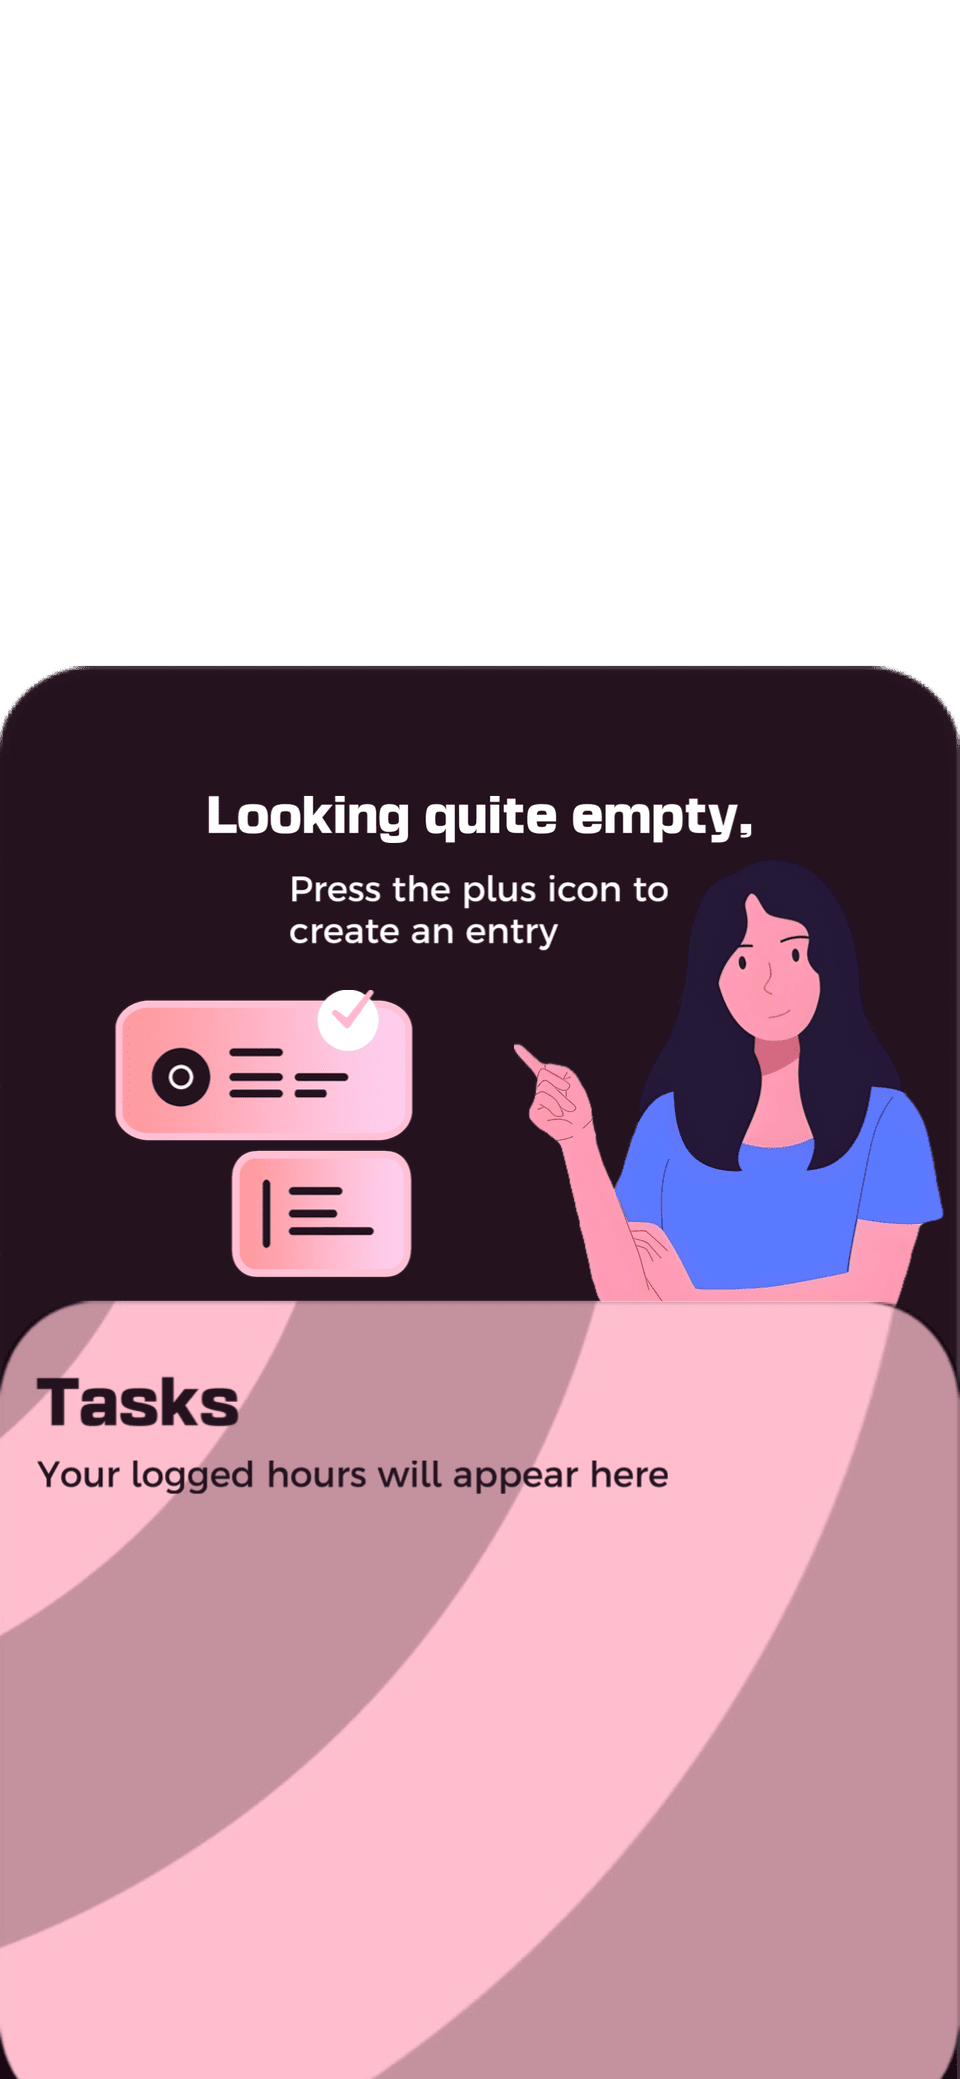 Looking quite empty,
Press the plus icon to
create an entry
Tasks
Your logged hours will appear here